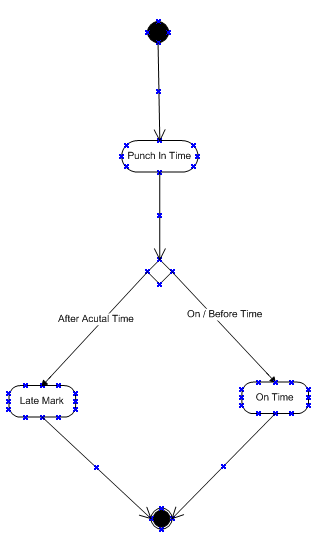 Punch In Time
After Acutal Time
On / Before Time
Late Mark
On Time